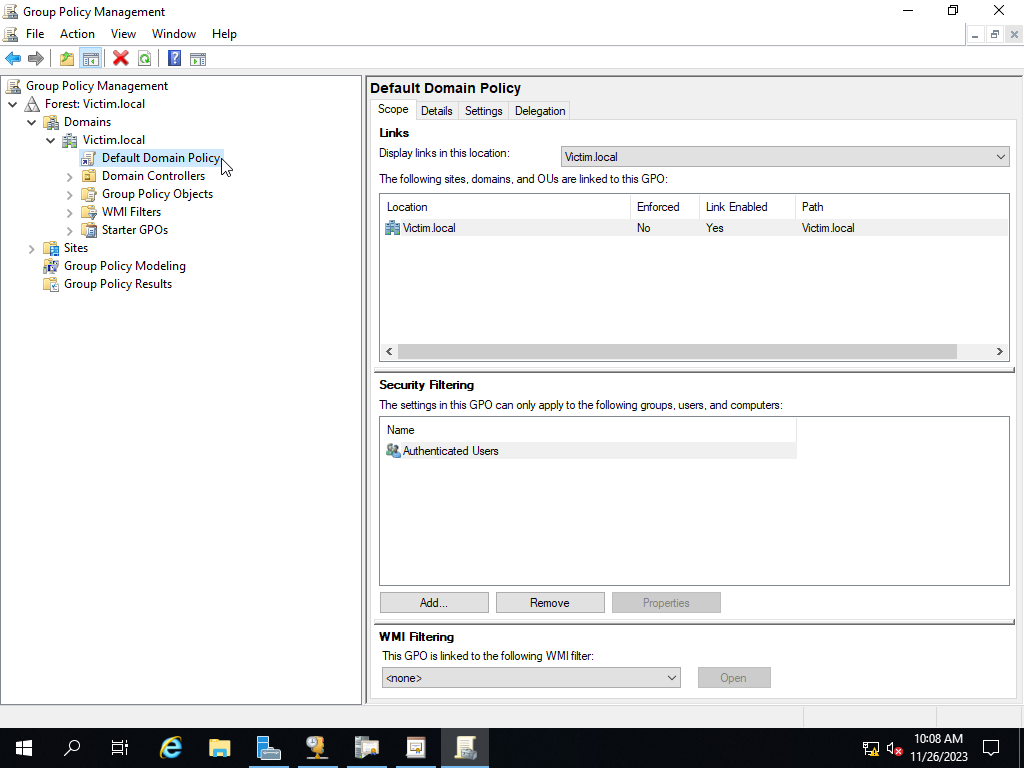 Group Policy Management
File Action View Window Help
Group Policy Management
Forest: Victim.local
Domains
Victim.local
Default Domain Policy
Domain Controllers
Group Policy Objects
WMI Filters
Starter GPOs
Sites
Group Policy Modeling
Group Policy Results
Default Domain Policy
Scope Details Settings Delegation
Links
Display links in this location: Victim.local
The following sites, domains, and OUs are linked to this GPO:
Location Enforced Link Enabled Path
Victim.local No Yes Victim.local
Security Filtering
The settings in this GPO can only apply to the following groups, users, and computers:
Name
Authenticated Users
Add... Remove Properties
WMI Filtering
This GPO is linked to the following WMI filter:
<none> Open
10:08 AM
11/26/2023